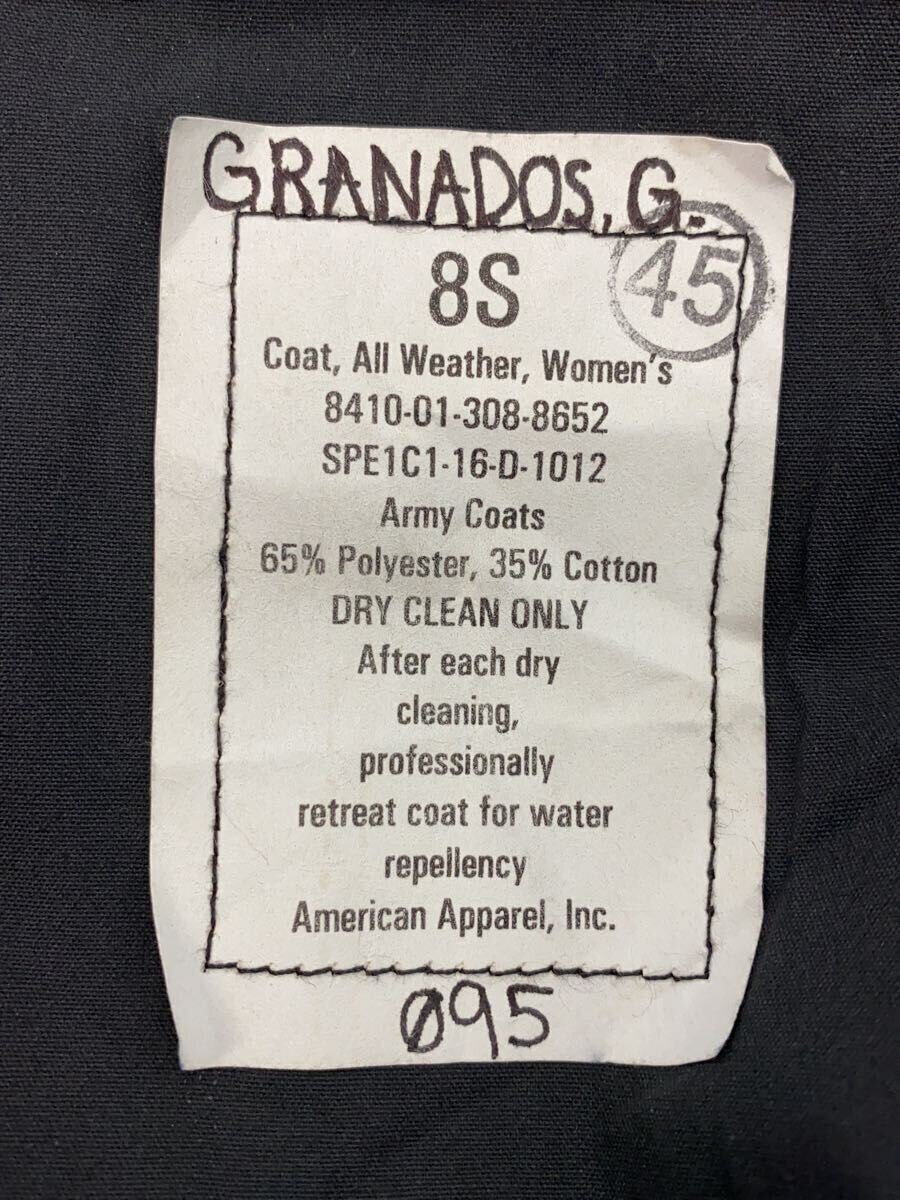 GRANADOS, G.
45
8S
Coat, All Weather, Women's
8410-01-308-8652
SPE1C1-16-D-1012
Army Coats
65% Polyester, 35% Cotton
DRY CLEAN ONLY
After each dry
cleaning,
professionally
retreat coat for water
repellency
American Apparel, Inc.
Ø95